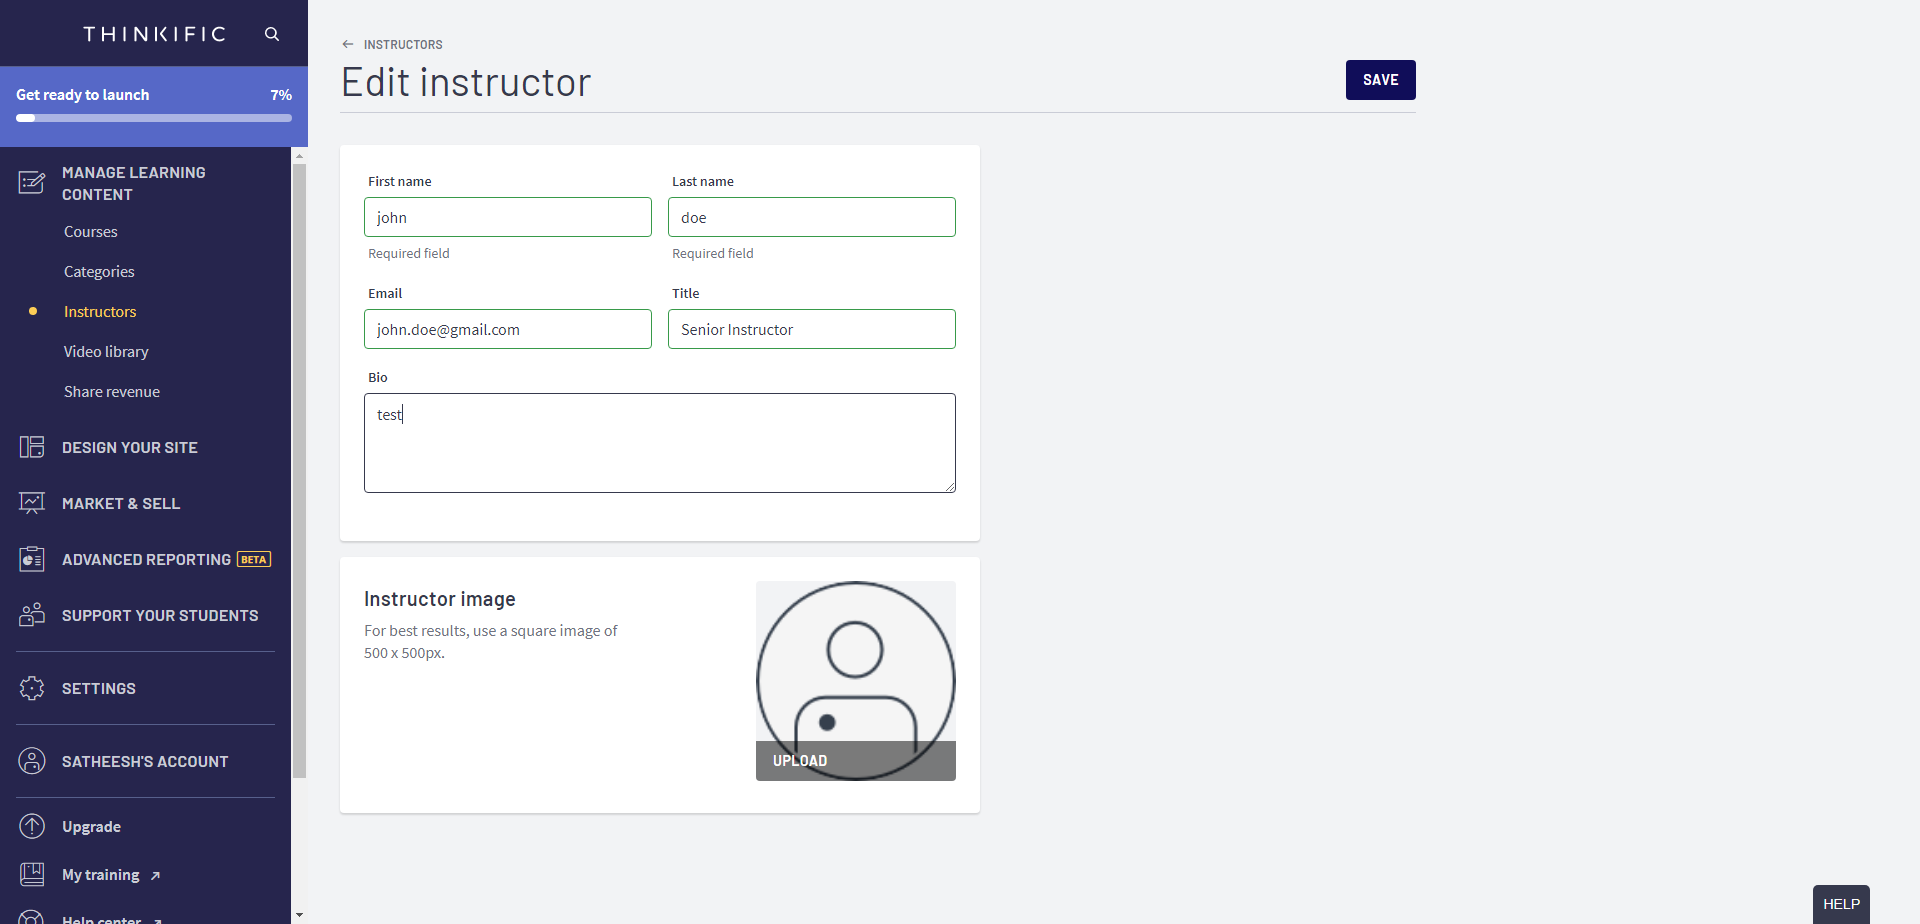 THINKIFIC
Get ready to launch 7%
MANAGE LEARNING
CONTENT
Courses
Categories
Instructors
Video library
Share revenue
DESIGN YOUR SITE
MARKET & SELL
ADVANCED REPORTING BETA
SUPPORT YOUR STUDENTS
SETTINGS
SATHEESH'S ACCOUNT
Upgrade
My training
Help center
INSTRUCTORS
Edit instructor
SAVE
First name Last name
john doe
Required field Required field
Email Title
john.doe@gmail.com Senior Instructor
Bio
test
Instructor image
For best results, use a square image of
500 x 500px.
UPLOAD
HELP